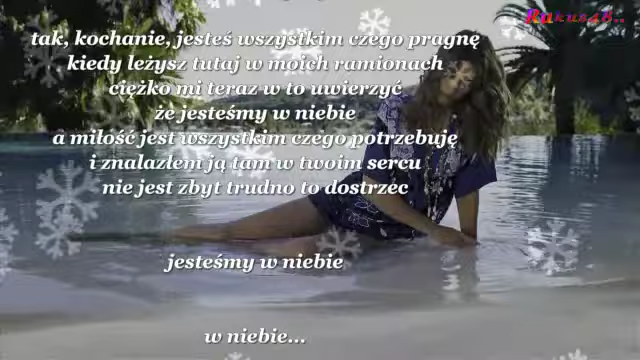 Rakus48..
tak, kochanie, jesteś wszystkim czego pragnę
kiedy leżysz tutaj w moich ramionach
ciężko mi teraz w to uwierzyć
że jesteśmy w niebie
a miłość jest wszystkim czego potrzebuję
i znalazłem ją tam w twoim sercu
nie jest zbyt trudno to dostrzec
jesteśmy w niebie
w niebie...